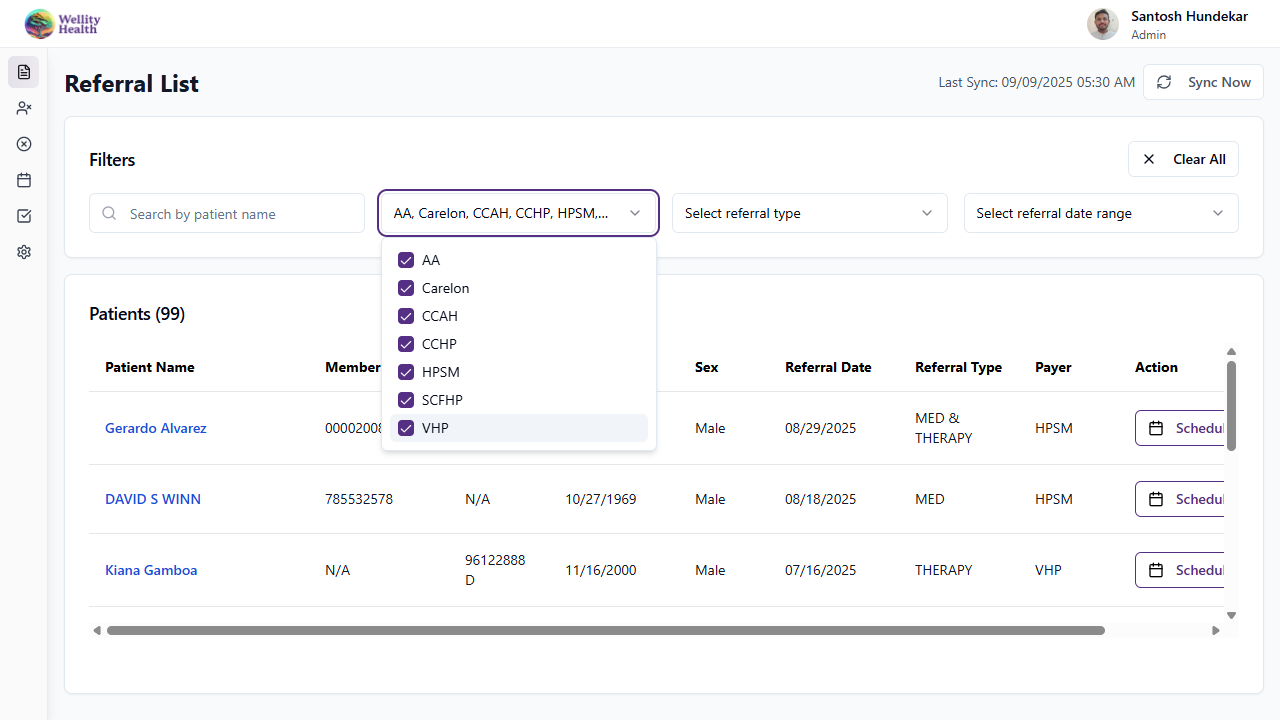 Wellity
Health
Santosh Hundekar
Admin
Referral List
Last Sync: 09/09/2025 05:30 AM
Sync Now
Filters
Clear All
Search by patient name
AA, Carelon, CCAH, CCHP, HPSM,...
Select referral type
Select referral date range
AA
Carelon
CCAH
CCHP
HPSM
SCFHP
VHP
Patients (99)
Patient Name Member Sex Referral Date Referral Type Payer Action
Gerardo Alvarez 00002008 Male 08/29/2025 MED & THERAPY HPSM Schedul
DAVID S WINN 785532578 N/A 10/27/1969 Male 08/18/2025 MED HPSM Schedul
Kiana Gamboa N/A 96122888D 11/16/2000 Male 07/16/2025 THERAPY VHP Schedul